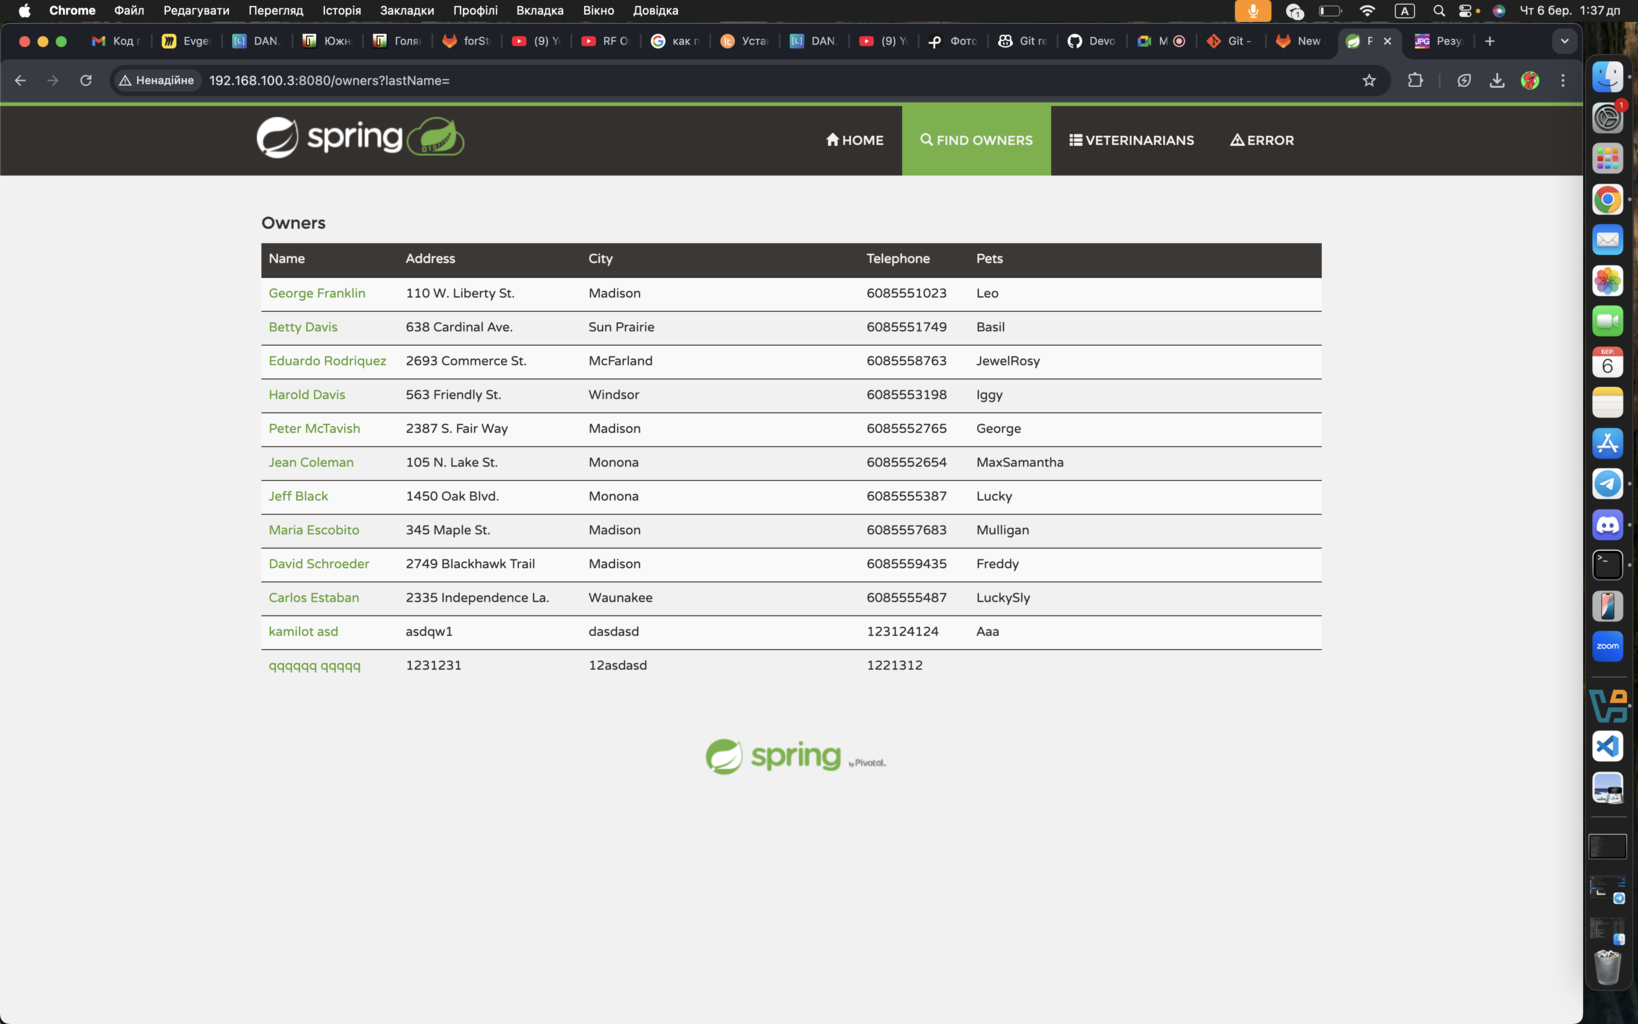 Chrome Файл Редагувати Перегляд Історія Закладки Профілі Вкладка Вікно Довідка A Чт 6 бер. 1:37 дп
Код Evge DAN. Южн Голя forSt (9) RF O как Уста DAN. (9) Фото Git re Devo M Git - New Резу
Ненадійне 192.168.100.3:8080/owners?lastName=
spring HOME FIND OWNERS VETERINARIANS ERROR
Owners
Name Address City Telephone Pets
George Franklin 110 W. Liberty St. Madison 6085551023 Leo
Betty Davis 638 Cardinal Ave. Sun Prairie 6085551749 Basil
Eduardo Rodriquez 2693 Commerce St. McFarland 6085558763 JewelRosy
Harold Davis 563 Friendly St. Windsor 6085553198 Iggy
Peter McTavish 2387 S. Fair Way Madison 6085552765 George
Jean Coleman 105 N. Lake St. Monona 6085552654 MaxSamantha
Jeff Black 1450 Oak Blvd. Monona 6085555387 Lucky
Maria Escobito 345 Maple St. Madison 6085557683 Mulligan
David Schroeder 2749 Blackhawk Trail Madison 6085559435 Freddy
Carlos Estaban 2335 Independence La. Waunakee 6085555487 LuckySly
kamilot asd asdqw1 dasdasd 123124124 Aaa
qqqqqq qqqqq 1231231 12asdasd 1221312
spring by Pivotal.
1
БЕР.
6
zoom